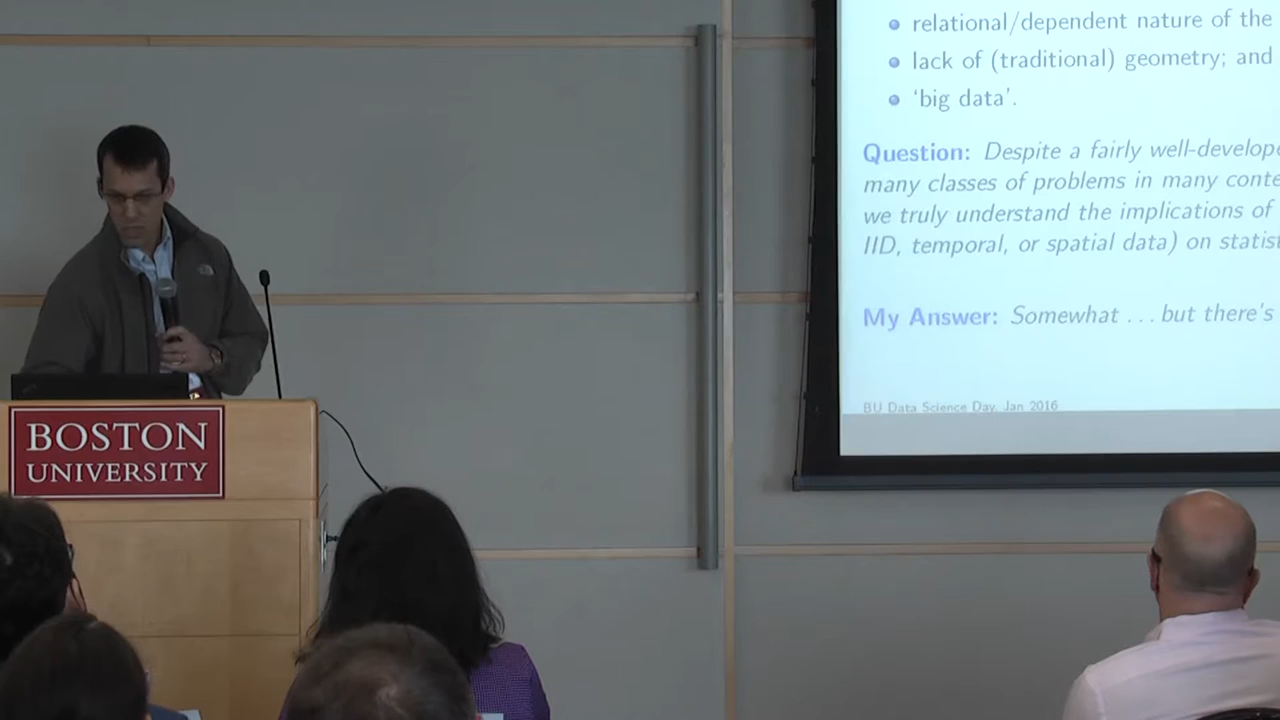 BOSTON
UNIVERSITY
relational/dependent nature of the
lack of (traditional) geometry; and
‘big data’.
Question: Despite a fairly well-develope
many classes of problems in many conte
we truly understand the implications of
IID, temporal, or spatial data) on statist
My Answer: Somewhat ... but there's
BU Data Science Day, Jan 2016